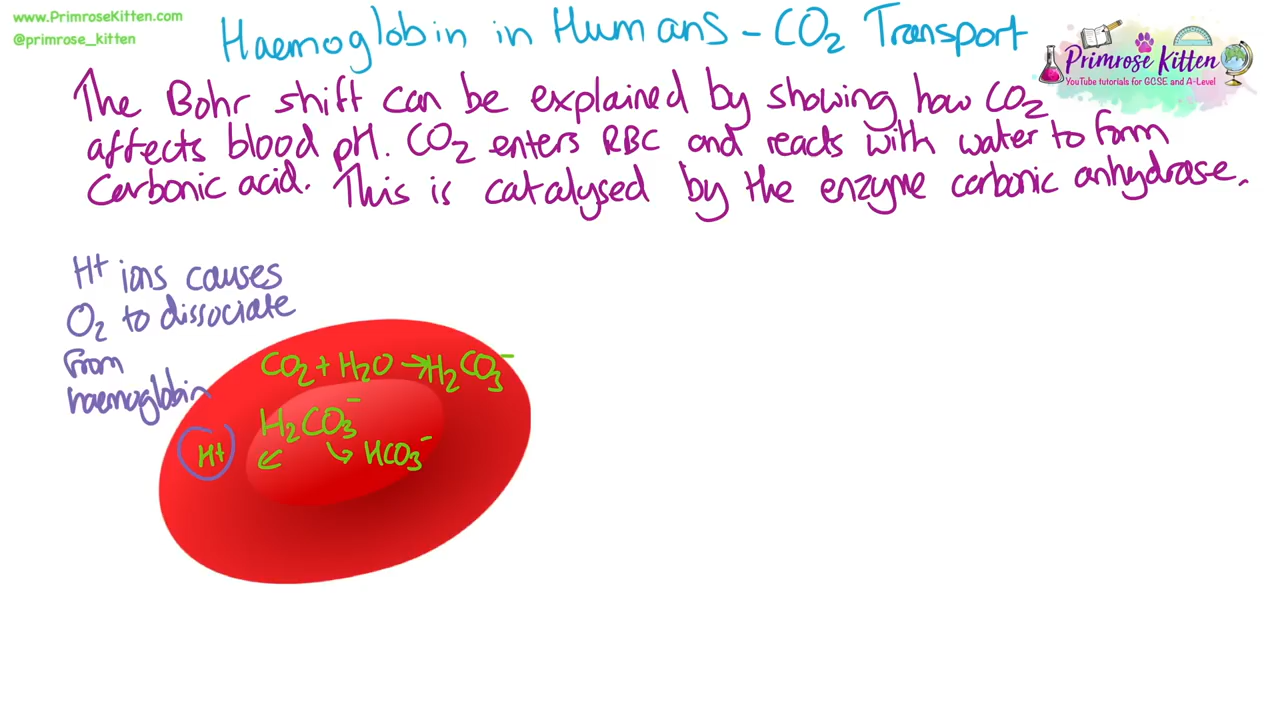 www.PrimroseKitten.com
@primrose_kitten
Haemoglobin in Humans - CO2 Transport
Primrose Kitten
YouTube tutorials for GCSE and A-Level
The Bohr shift can be explained by showing how CO2
affects blood pH. CO2 enters RBC and reacts with water to form
Carbonic acid. This is catalysed by the enzyme carbonic anhydrase.
H+ ions causes
O2 to dissociate
from
haemoglobin
CO2 + H2O → H2CO3-
H2CO3-
H+
HCO3-